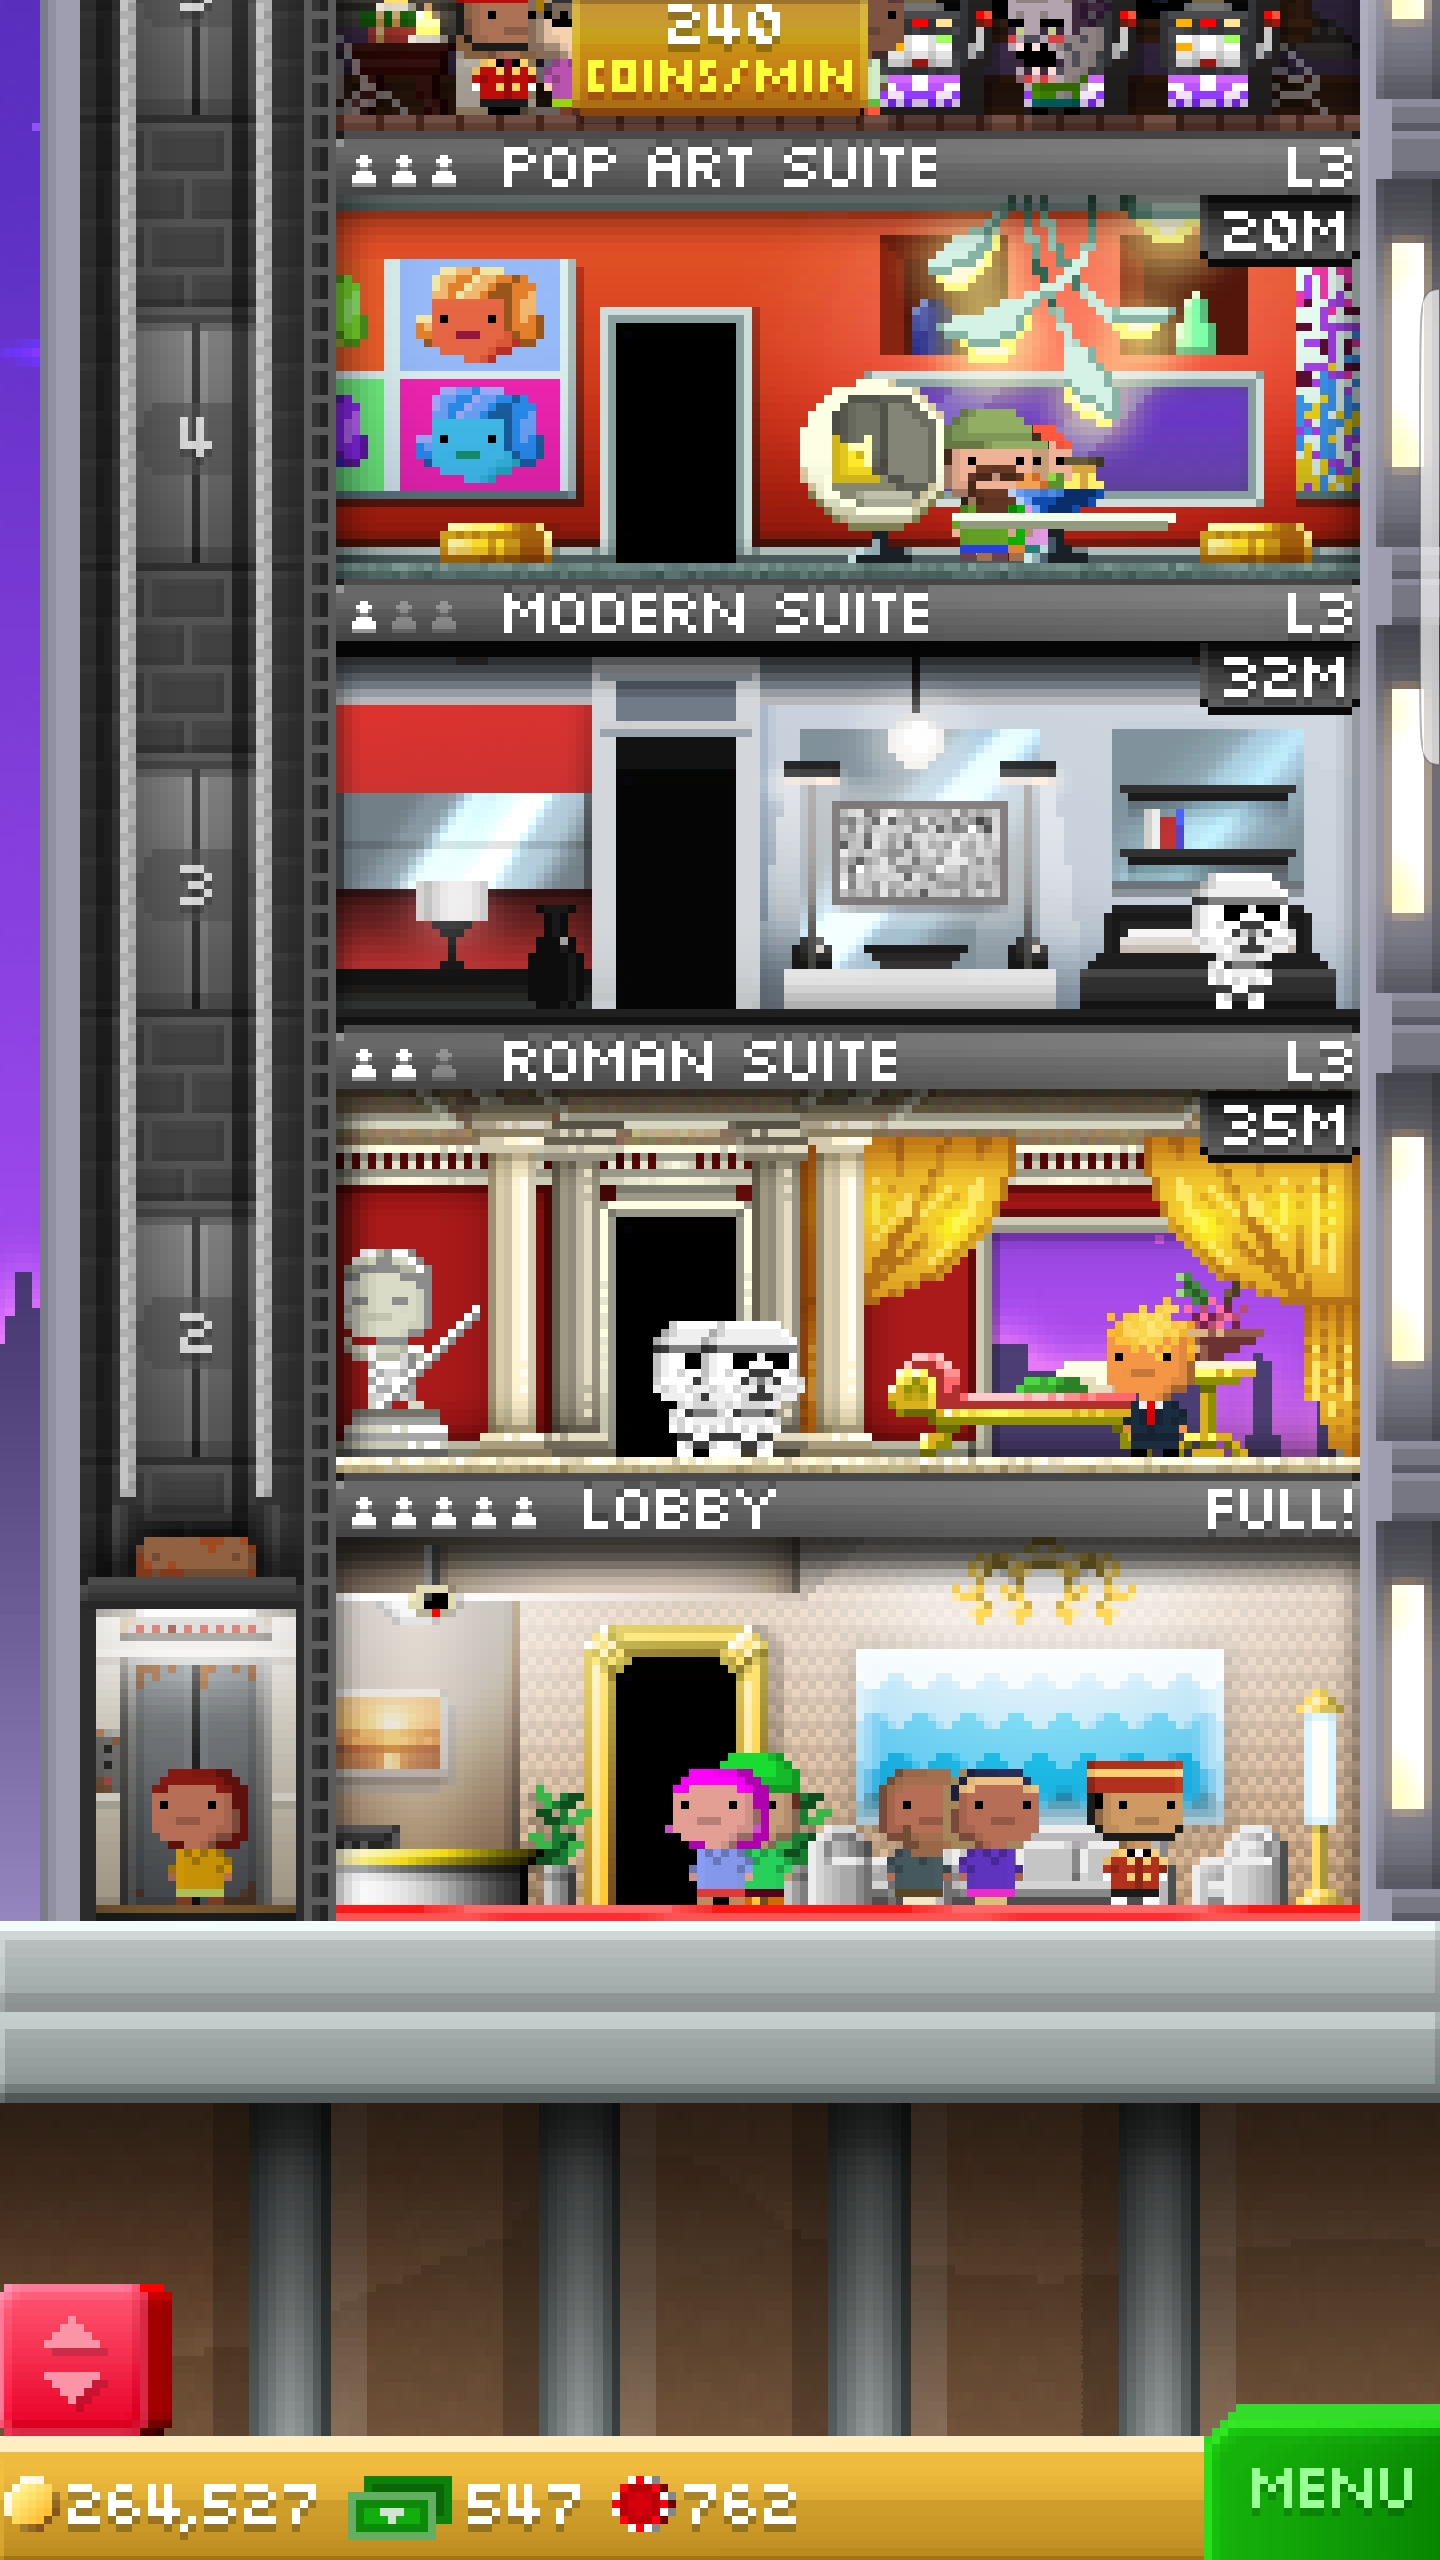 240
COINS/MIN
POP ART SUITE L3
20M
4
MODERN SUITE L3
32M
3
ROMAN SUITE L3
35M
2
LOBBY FULL!
264,527 547 762
MENU